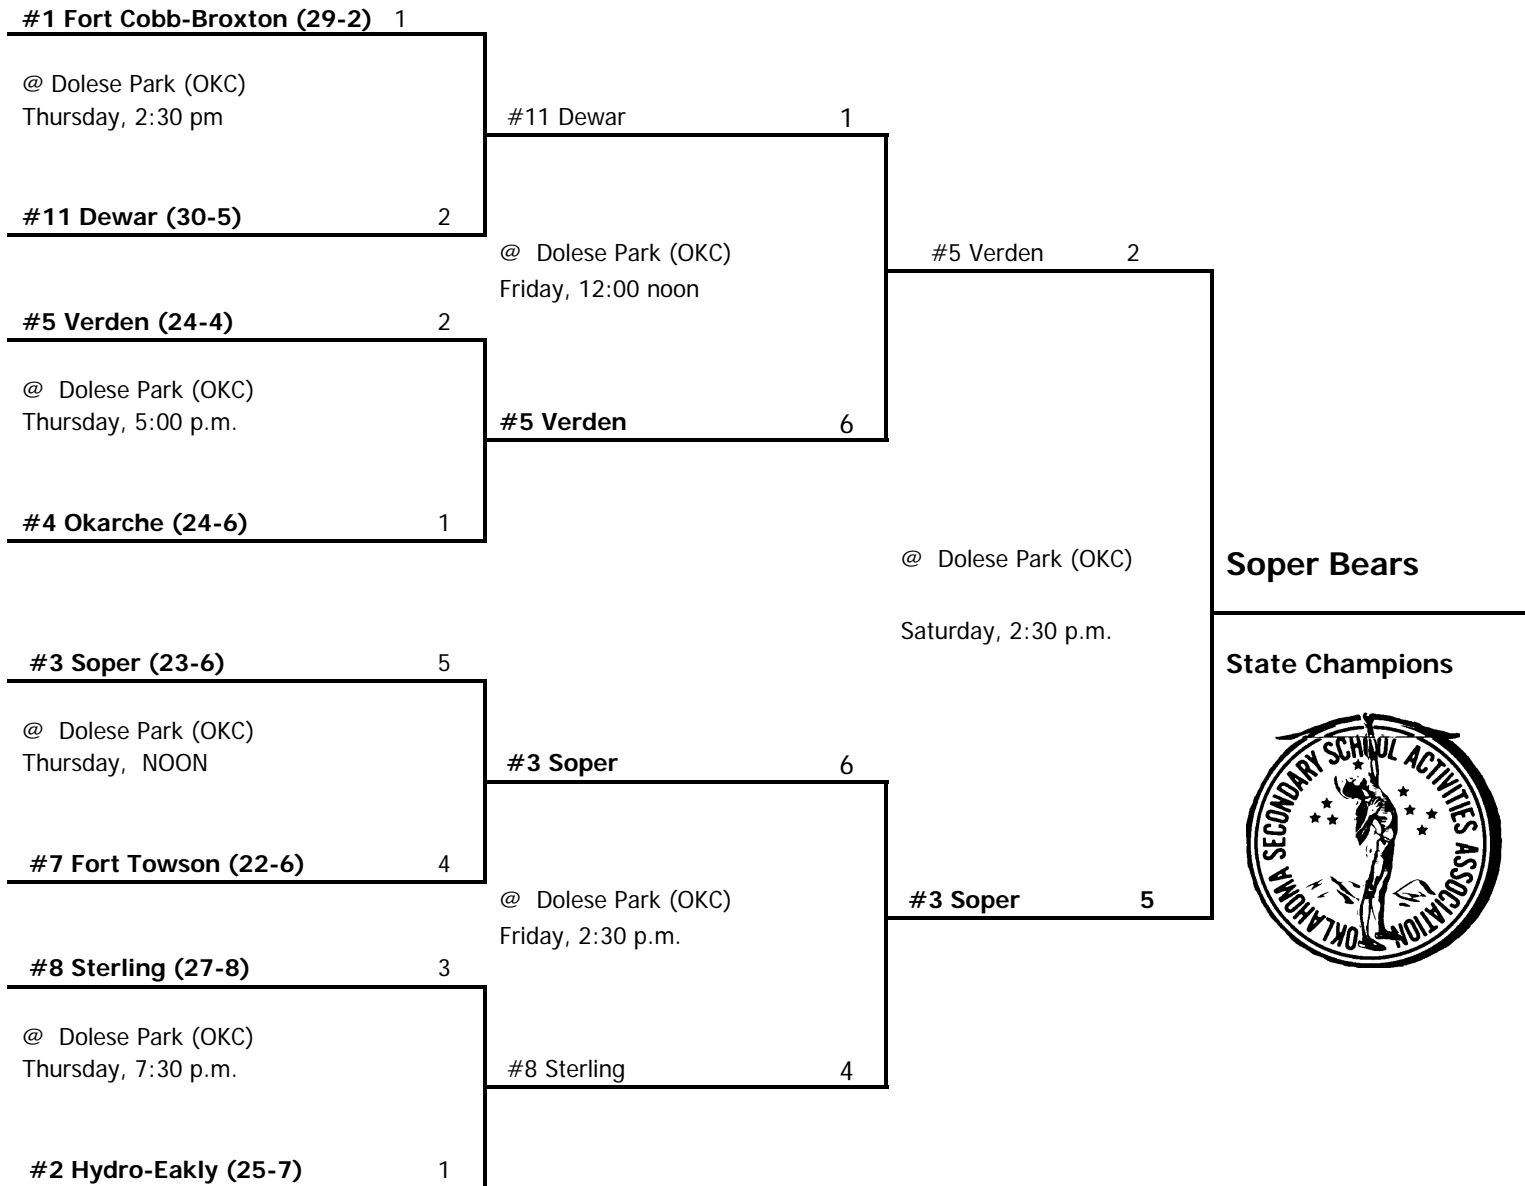 #1 Fort Cobb-Broxton (29-2) 1
@ Dolese Park (OKC)
Thursday, 2:30 pm
#11 Dewar 1
#11 Dewar (30-5) 2
@ Dolese Park (OKC)
Friday, 12:00 noon
#5 Verden 2
#5 Verden (24-4) 2
@ Dolese Park (OKC)
Thursday, 5:00 p.m.
#5 Verden 6
#4 Okarche (24-6) 1
@ Dolese Park (OKC)
Saturday, 2:30 p.m.
Soper Bears
State Champions
#3 Soper (23-6) 5
@ Dolese Park (OKC)
Thursday, NOON
#3 Soper 6
#7 Fort Towson (22-6) 4
@ Dolese Park (OKC)
Friday, 2:30 p.m.
#3 Soper 5
OKLAHOMA SECONDARY SCHOOL ACTIVITIES ASSOCIATION
#8 Sterling (27-8) 3
@ Dolese Park (OKC)
Thursday, 7:30 p.m.
#8 Sterling 4
#2 Hydro-Eakly (25-7) 1